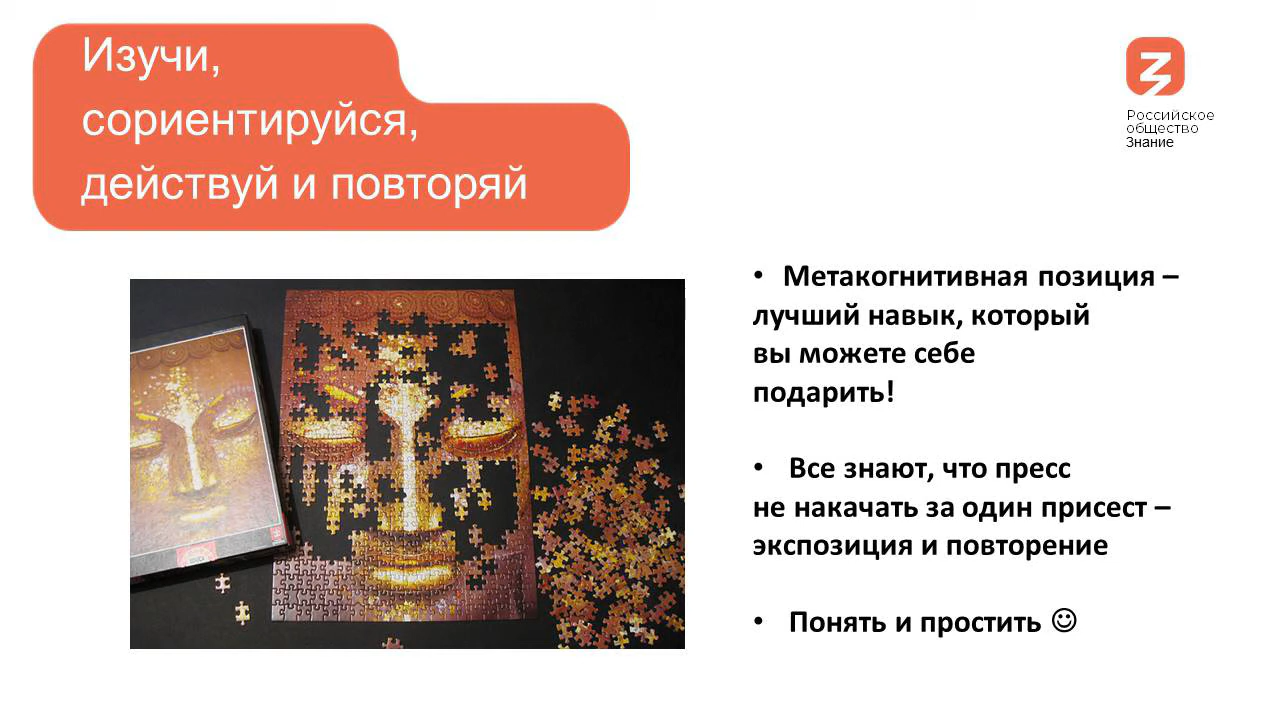 Изучи,
сориентируйся,
действуй и повторяй
Российское
общество
Знание
• Метакогнитивная позиция –
лучший навык, который
вы можете себе
подарить!
• Все знают, что пресс
не накачать за один присест –
экспозиция и повторение
• Понять и простить ☺